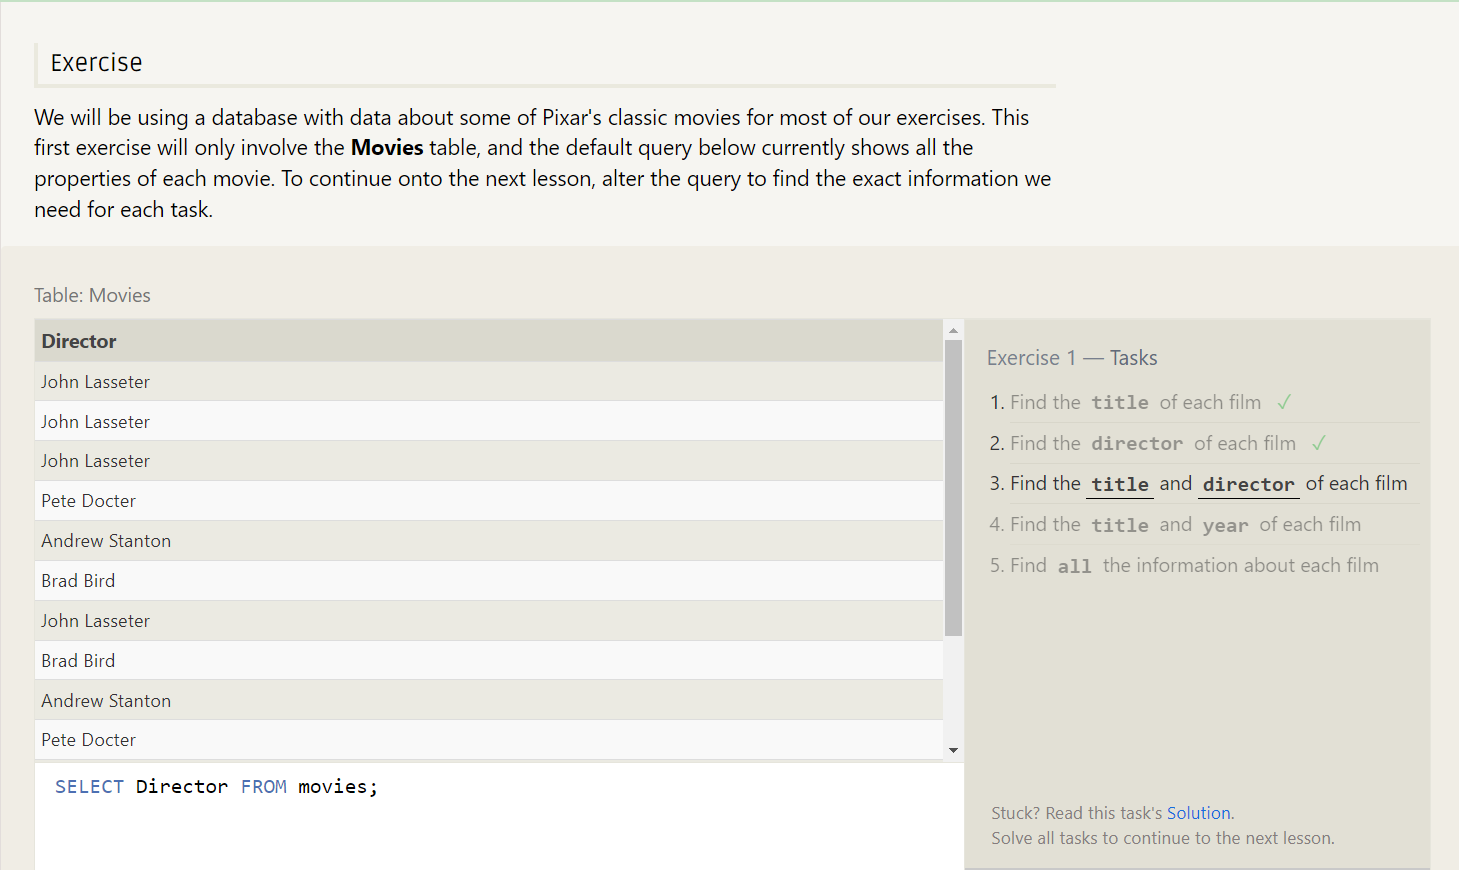 Exercise
We will be using a database with data about some of Pixar's classic movies for most of our exercises. This
first exercise will only involve the Movies table, and the default query below currently shows all the
properties of each movie. To continue onto the next lesson, alter the query to find the exact information we
need for each task.
Table: Movies
Director
John Lasseter
John Lasseter
John Lasseter
Pete Docter
Andrew Stanton
Brad Bird
John Lasseter
Brad Bird
Andrew Stanton
Pete Docter
SELECT Director FROM movies;
Exercise 1 — Tasks
1. Find the title of each film ✓
2. Find the director of each film ✓
3. Find the title and director of each film
4. Find the title and year of each film
5. Find all the information about each film
Stuck? Read this task's Solution.
Solve all tasks to continue to the next lesson.